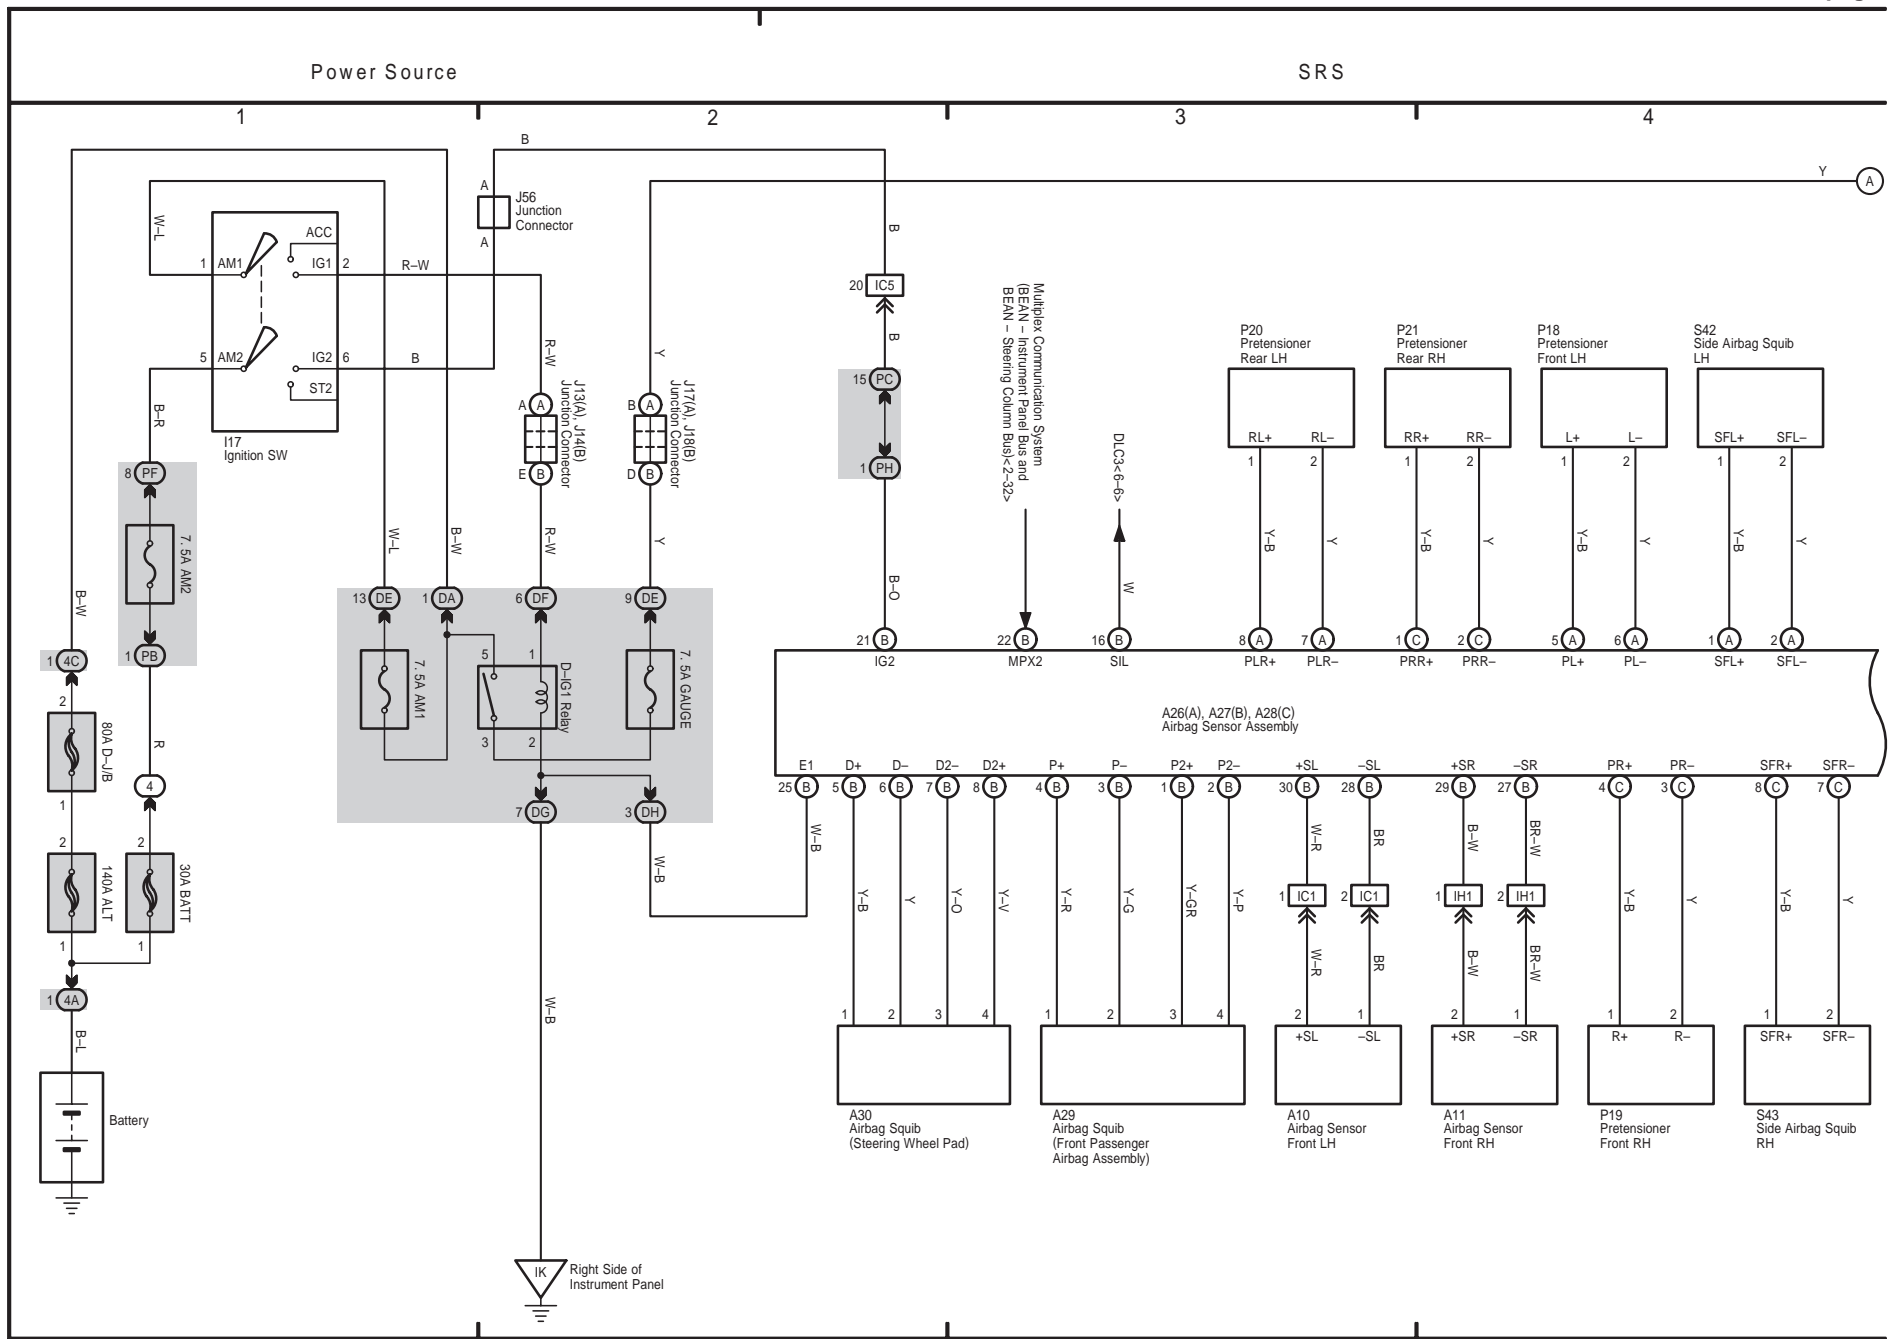 Power Source
SRS
1
2
3
4
B
Y
A
A
J56
Junction
Connector
A
W–L
ACC
1 AM1
IG1 2
R–W
5 AM2
IG2 6
B
ST2
I17
Ignition SW
B
20 IC5
B
15 PC
1 PH
B–O
R–W
Y
A A
J13(A), J14(B)
Junction Connector
E B
B A
J17(A), J18(B)
Junction Connector
D B
R–W
Y
Multiplex Communication System
(BEAN – Instrument Panel Bus and
BEAN – Steering Column Bus)<2–32>
DLC3<6–6>
W
P20
Pretensioner
Rear LH
RL+
RL–
1
2
Y–B
Y
P21
Pretensioner
Rear RH
RR+
RR–
1
2
Y–B
Y
P18
Pretensioner
Front LH
L+
L–
1
2
Y–B
Y
S42
Side Airbag Squib
LH
SFL+
SFL–
1
2
Y–B
Y
B–R
8 PF
7. 5A AM2
1 PB
R
4
2
30A BATT
1
B–W
1 4C
2
80A D–J/B
1
2
140A ALT
1
1 4A
B–L
Battery
W–L
B–W
13 DE
1 DA
6 DF
9 DE
7. 5A AM1
5
1
D–IG1 Relay
3
2
7. 5A GAUGE
7 DG
3 DH
W–B
W–B
W–B
IK
Right Side of
Instrument Panel
21 B
IG2
22 B
MPX2
16 B
SIL
8 A
PLR+
7 A
PLR–
1 C
PRR+
2 C
PRR–
5 A
PL+
6 A
PL–
1 A
SFL+
2 A
SFL–
A26(A), A27(B), A28(C)
Airbag Sensor Assembly
E1
25 B
D+
5 B
D–
6 B
D2–
7 B
D2+
8 B
P+
4 B
P–
3 B
P2+
1 B
P2–
2 B
+SL
30 B
–SL
28 B
+SR
29 B
–SR
27 B
PR+
4 C
PR–
3 C
SFR+
8 C
SFR–
7 C
Y–B
Y
Y–O
Y–V
Y–R
Y–G
Y–GR
Y–P
W–R
BR
B–W
BR–W
1 IC1
2 IC1
1 IH1
2 IH1
W–R
BR
B–W
BR–W
Y–B
Y
Y–B
Y
1
2
3
4
A30
Airbag Squib
(Steering Wheel Pad)
1
2
3
4
A29
Airbag Squib
(Front Passenger
Airbag Assembly)
2
1
+SL
–SL
A10
Airbag Sensor
Front LH
2
1
+SR
–SR
A11
Airbag Sensor
Front RH
1
2
R+
R–
P19
Pretensioner
Front RH
1
2
SFR+
SFR–
S43
Side Airbag Squib
RH